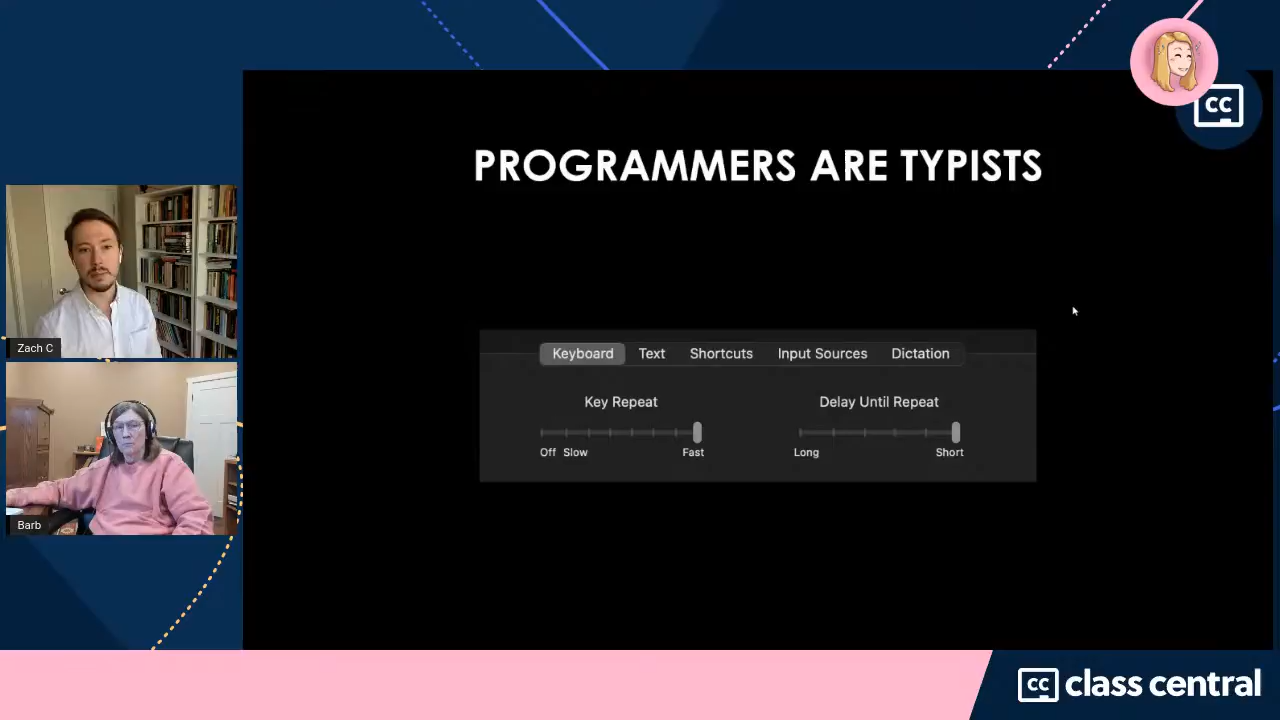 CC
PROGRAMMERS ARE TYPISTS
Keyboard Text Shortcuts Input Sources Dictation
Key Repeat Delay Until Repeat
Off Slow Fast Long Short
Zach C
Barb
CC class central